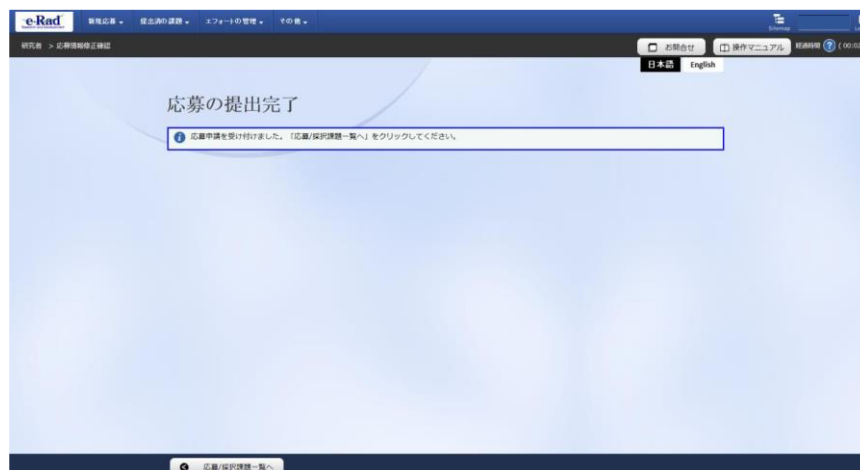 e-Rad
新規応募 提出済の課題 エフォートの管理 その他
Sitemap
研究者 > 応募情報修正確認
お問合せ 操作マニュアル 経過時間 ? ( 00:02
日本語 English
応募の提出完了
応募申請を受け付けました。「応募/採択課題一覧へ」をクリックしてください。
応募/採択課題一覧へ